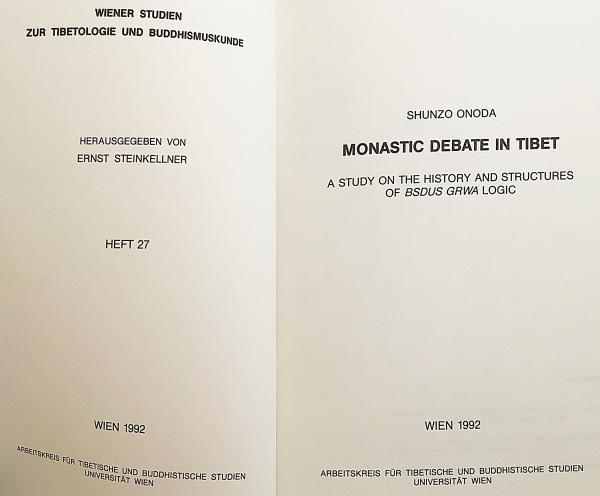 WIENER STUDIEN
ZUR TIBETOLOGIE UND BUDDHISMUSKUNDE
HERAUSGEGEBEN VON
ERNST STEINKELLNER
HEFT 27
WIEN 1992
ARBEITSKREIS FÜR TIBETISCHE UND BUDDHISTISCHE STUDIEN
UNIVERSITÄT WIEN
SHUNZO ONODA
MONASTIC DEBATE IN TIBET
A STUDY ON THE HISTORY AND STRUCTURES
OF BSDUS GRWA LOGIC
WIEN 1992
ARBEITSKREIS FÜR TIBETISCHE UND BUDDHISTISCHE STUDIEN
UNIVERSITÄT WIEN